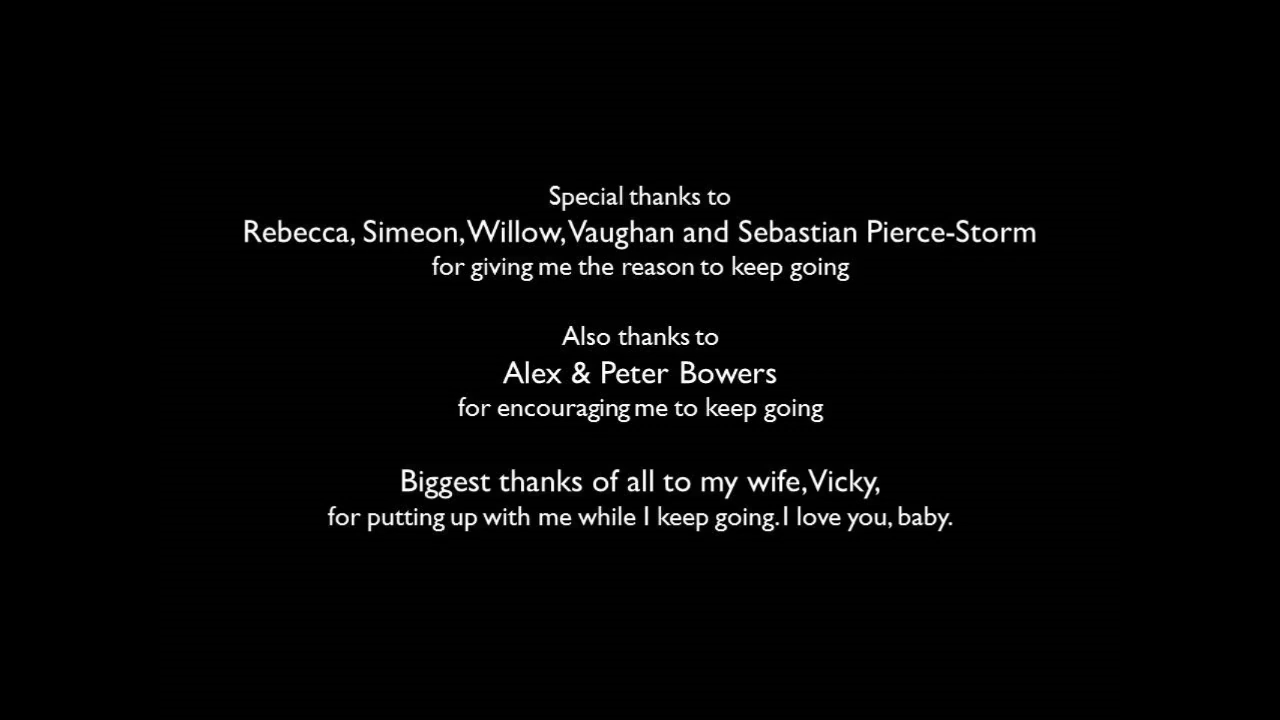 Special thanks to
Rebecca, Simeon, Willow, Vaughan and Sebastian Pierce-Storm
for giving me the reason to keep going
Also thanks to
Alex & Peter Bowers
for encouraging me to keep going
Biggest thanks of all to my wife, Vicky,
for putting up with me while I keep going. I love you, baby.